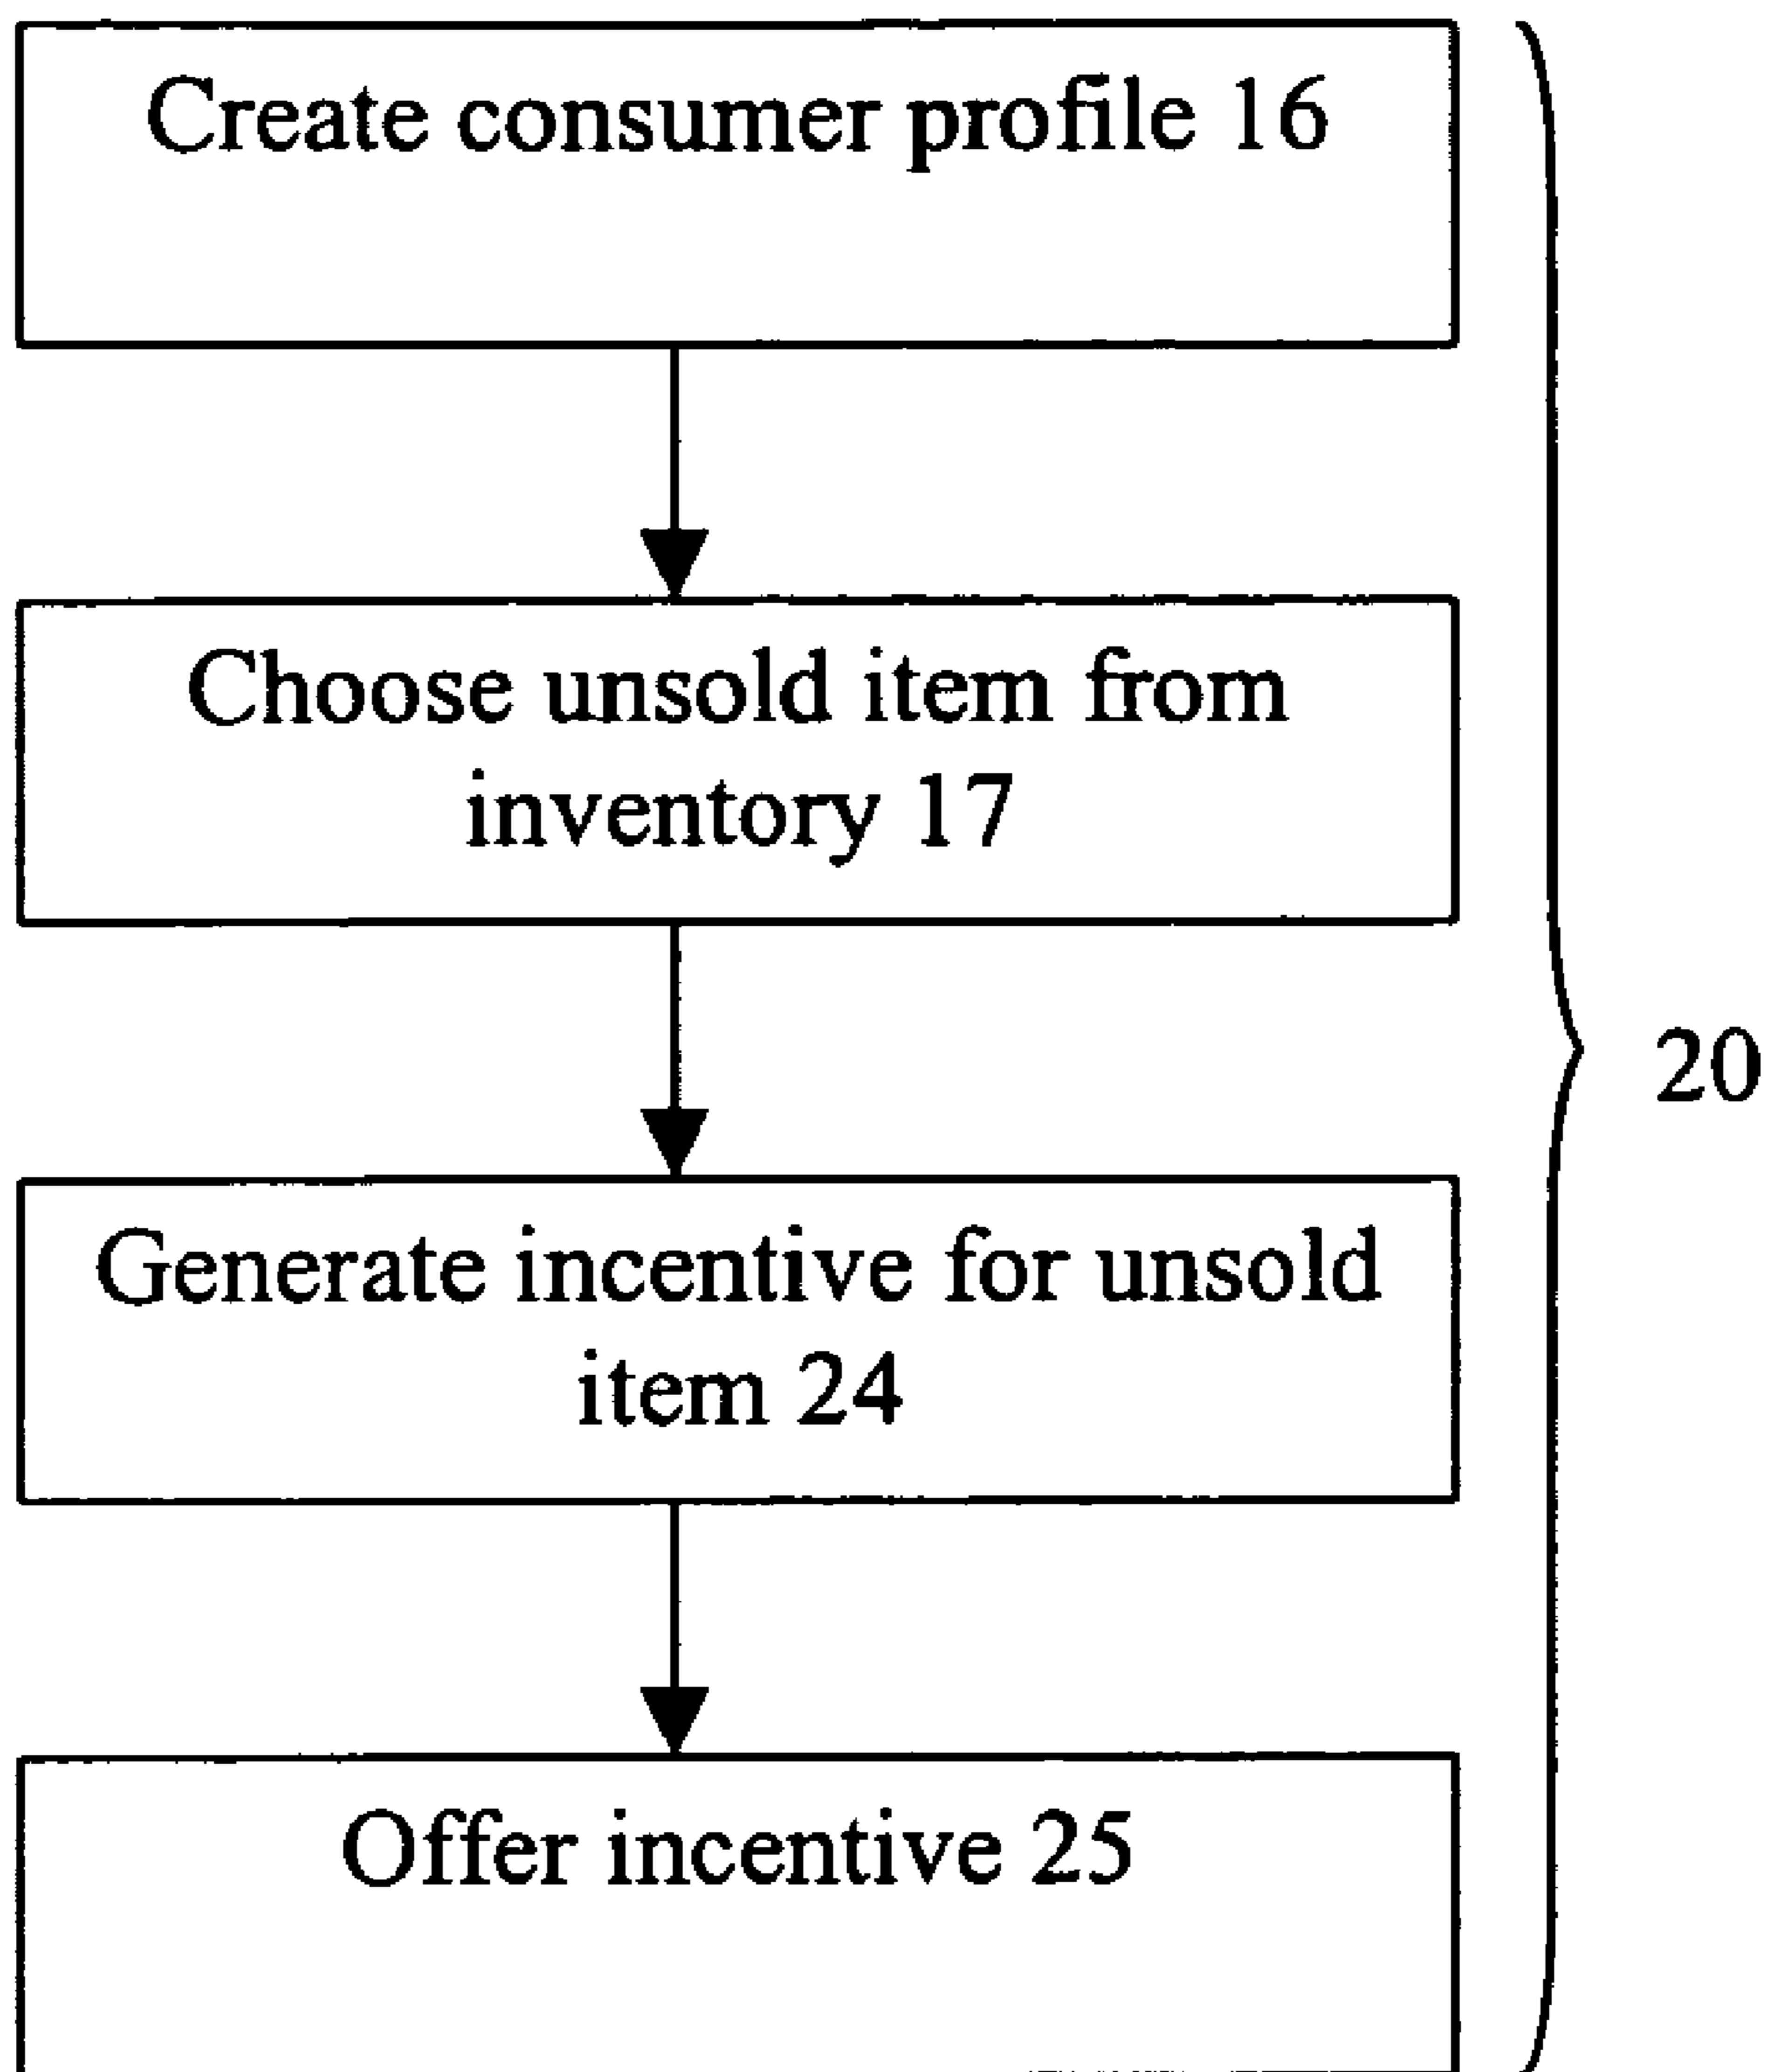 Create consumer profile 16
Choose unsold item from
inventory 17
20
Generate incentive for unsold
item 24
Offer incentive 25